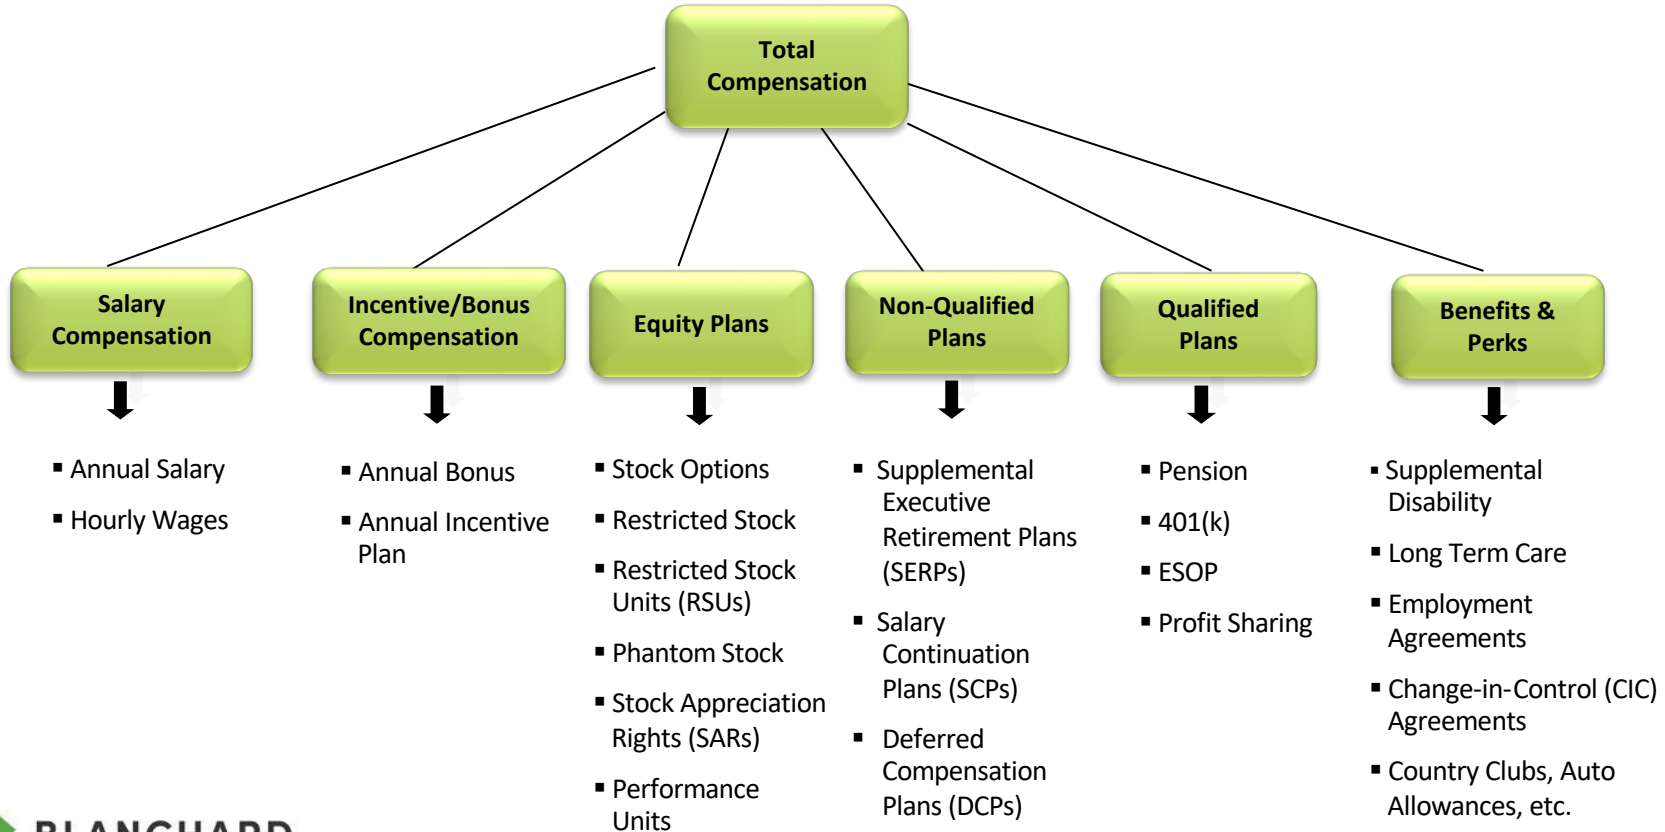 Total
Compensation
Salary
Compensation
Incentive/Bonus
Compensation
Equity Plans
Non-Qualified
Plans
Qualified
Plans
Benefits &
Perks
▪ Annual Salary
▪ Hourly Wages
▪ Annual Bonus
▪ Annual Incentive
Plan
▪ Stock Options
▪ Restricted Stock
▪ Restricted Stock
Units (RSUs)
▪ Phantom Stock
▪ Stock Appreciation
Rights (SARs)
▪ Performance
Units
▪ Supplemental
Executive
Retirement Plans
(SERPs)
▪ Salary
Continuation
Plans (SCPs)
▪ Deferred
Compensation
Plans (DCPs)
▪ Pension
▪ 401(k)
▪ ESOP
▪ Profit Sharing
▪ Supplemental
Disability
▪ Long Term Care
▪ Employment
Agreements
▪ Change-in-Control (CIC)
Agreements
▪ Country Clubs, Auto
Allowances, etc.
BLANCHARD